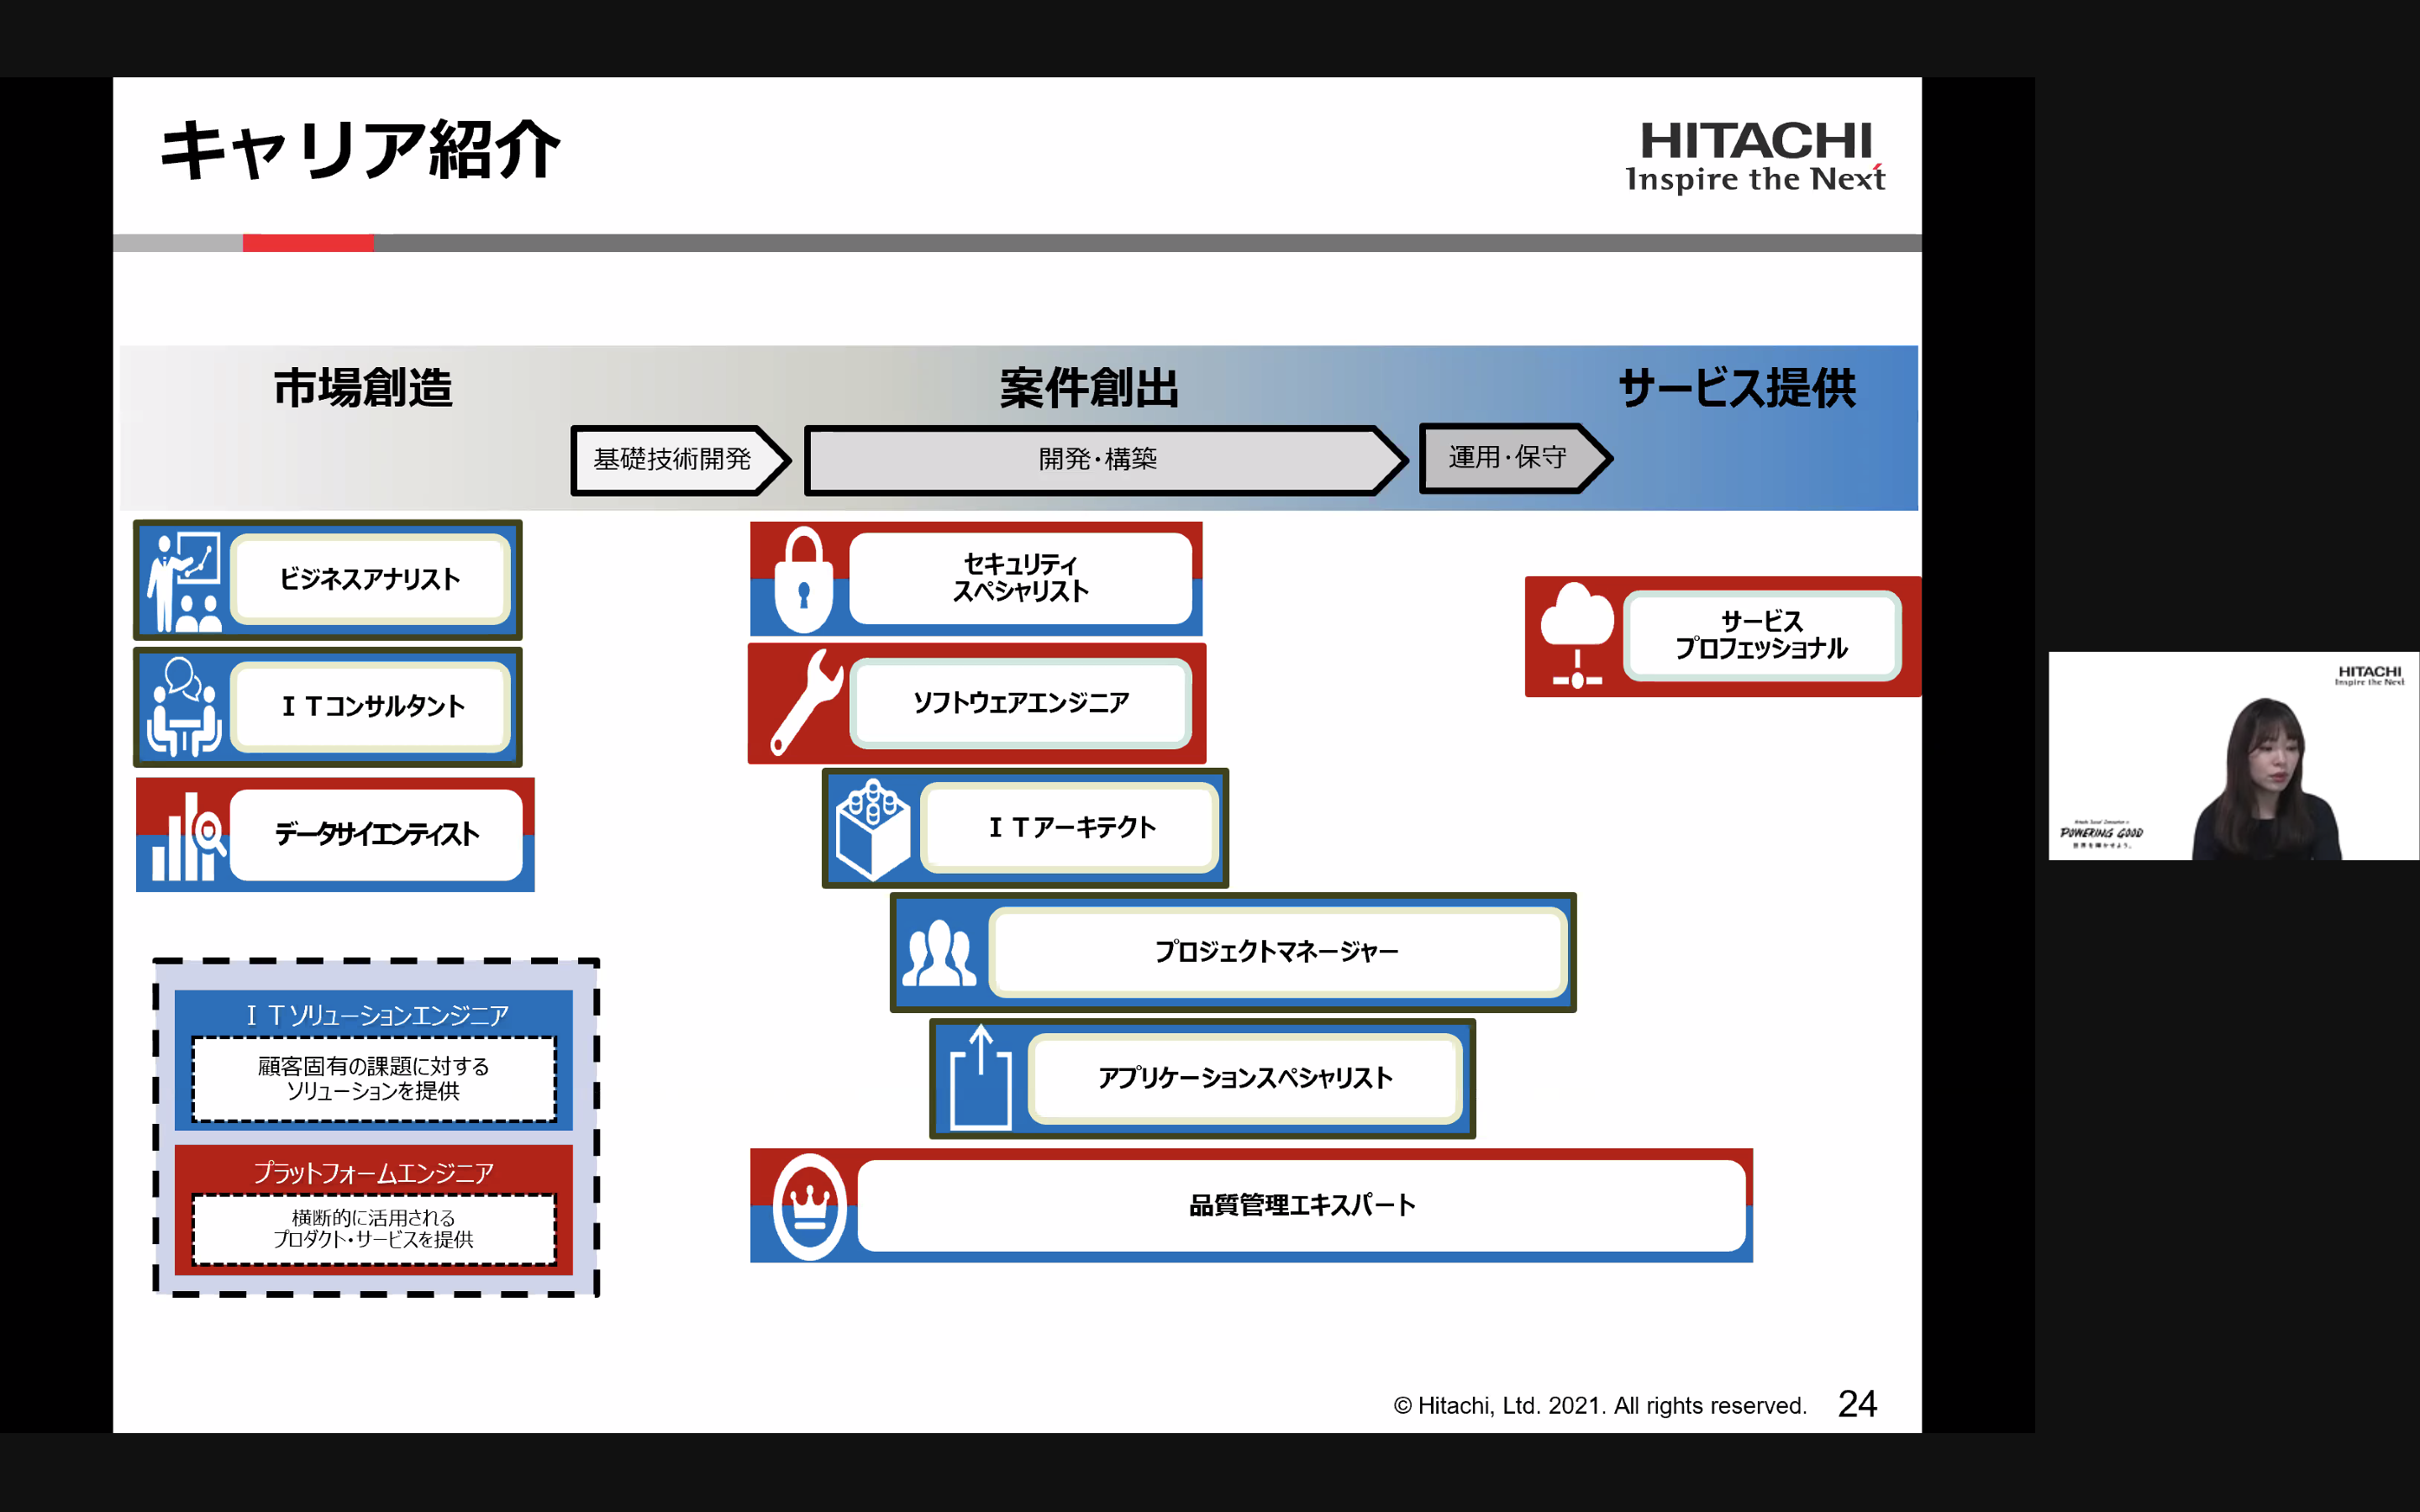 キャリア紹介
HITACHI
Inspire the Next
市場創造
案件創出
サービス提供
基礎技術開発
開発・構築
運用・保守
ビジネスアナリスト
ＩＴコンサルタント
データサイエンティスト
セキュリティ
スペシャリスト
ソフトウェアエンジニア
ＩＴアーキテクト
プロジェクトマネージャー
アプリケーションスペシャリスト
品質管理エキスパート
サービス
プロフェッショナル
ＩＴソリューションエンジニア
顧客固有の課題に対する
ソリューションを提供
プラットフォームエンジニア
横断的に活用される
プロダクト・サービスを提供
© Hitachi, Ltd. 2021. All rights reserved.
24
HITACHI
Inspire the Next
POWERING GOOD
世界を輝かせよう。